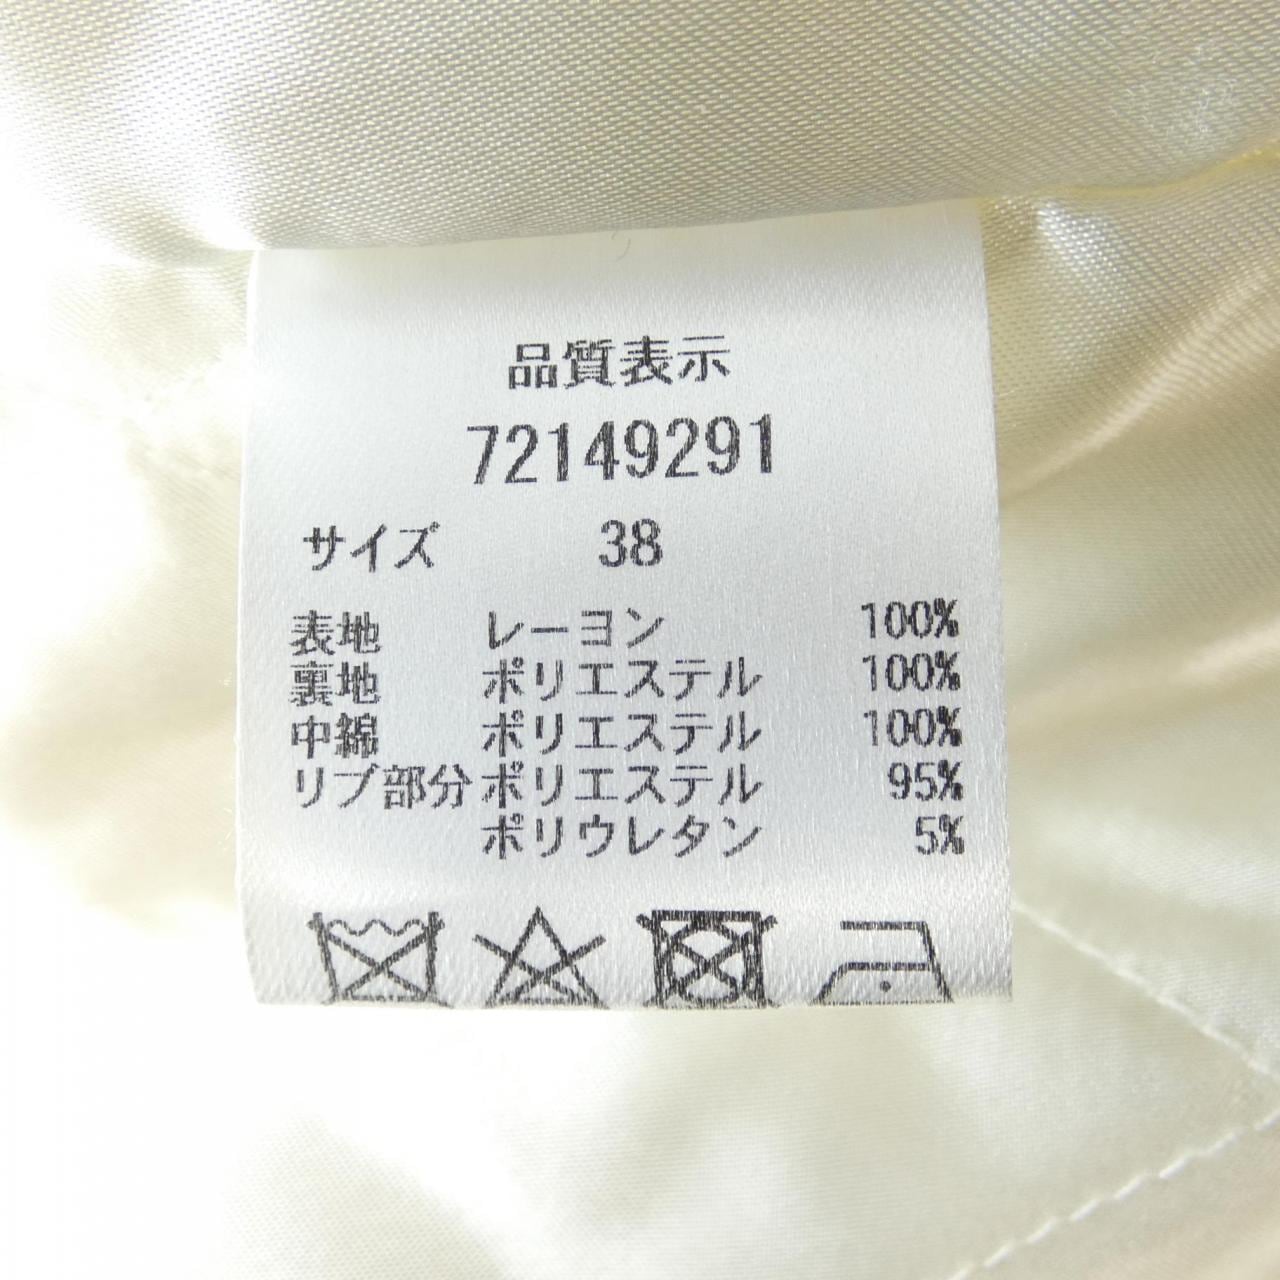 品質表示
72149291
サイズ 38
表地 レーヨン 100%
裏地 ポリエステル 100%
中綿 ポリエステル 100%
リブ部分 ポリエステル 95%
ポリウレタン 5%